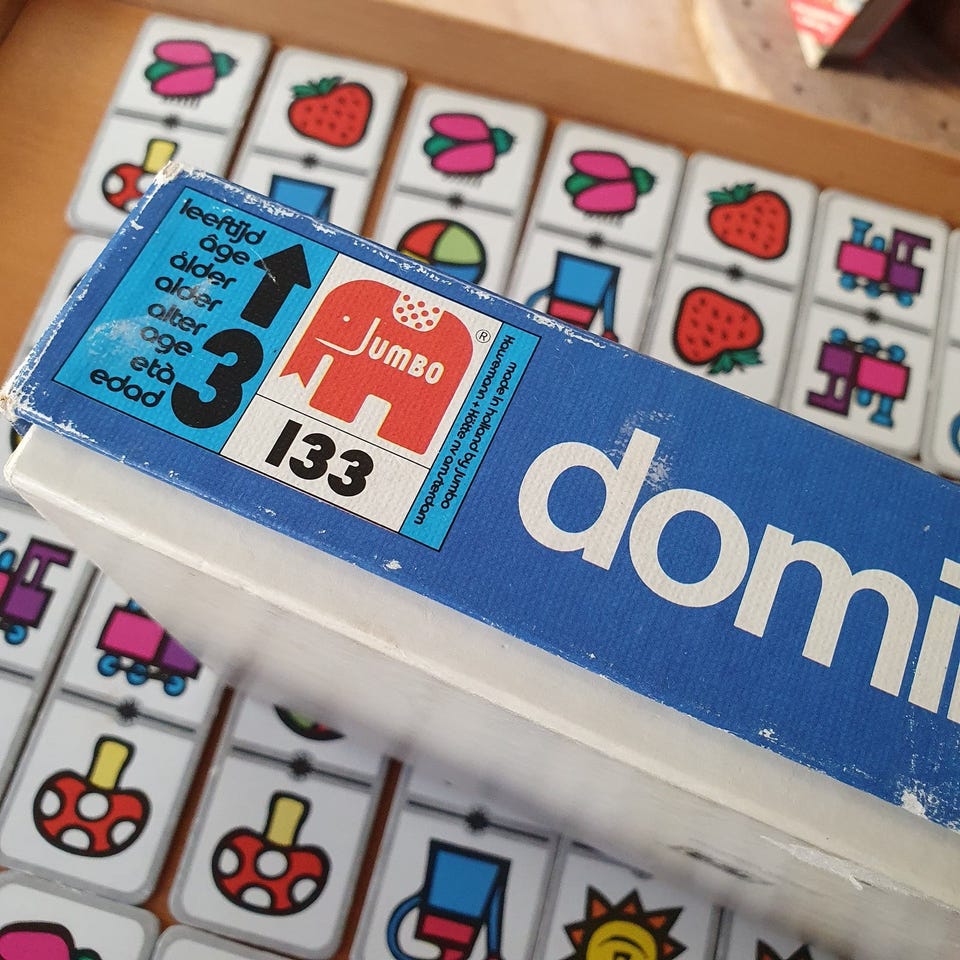 leeftijd
åge
ålder
alder
alter
age
età
edad
3
JUMBO
®
133
made in holland by Jumbo
Hausemann + Hötte nv amsterdam
domi